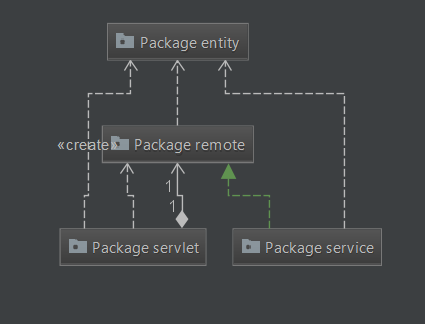 Package entity
«create»
Package remote
1
1
Package servlet
Package service